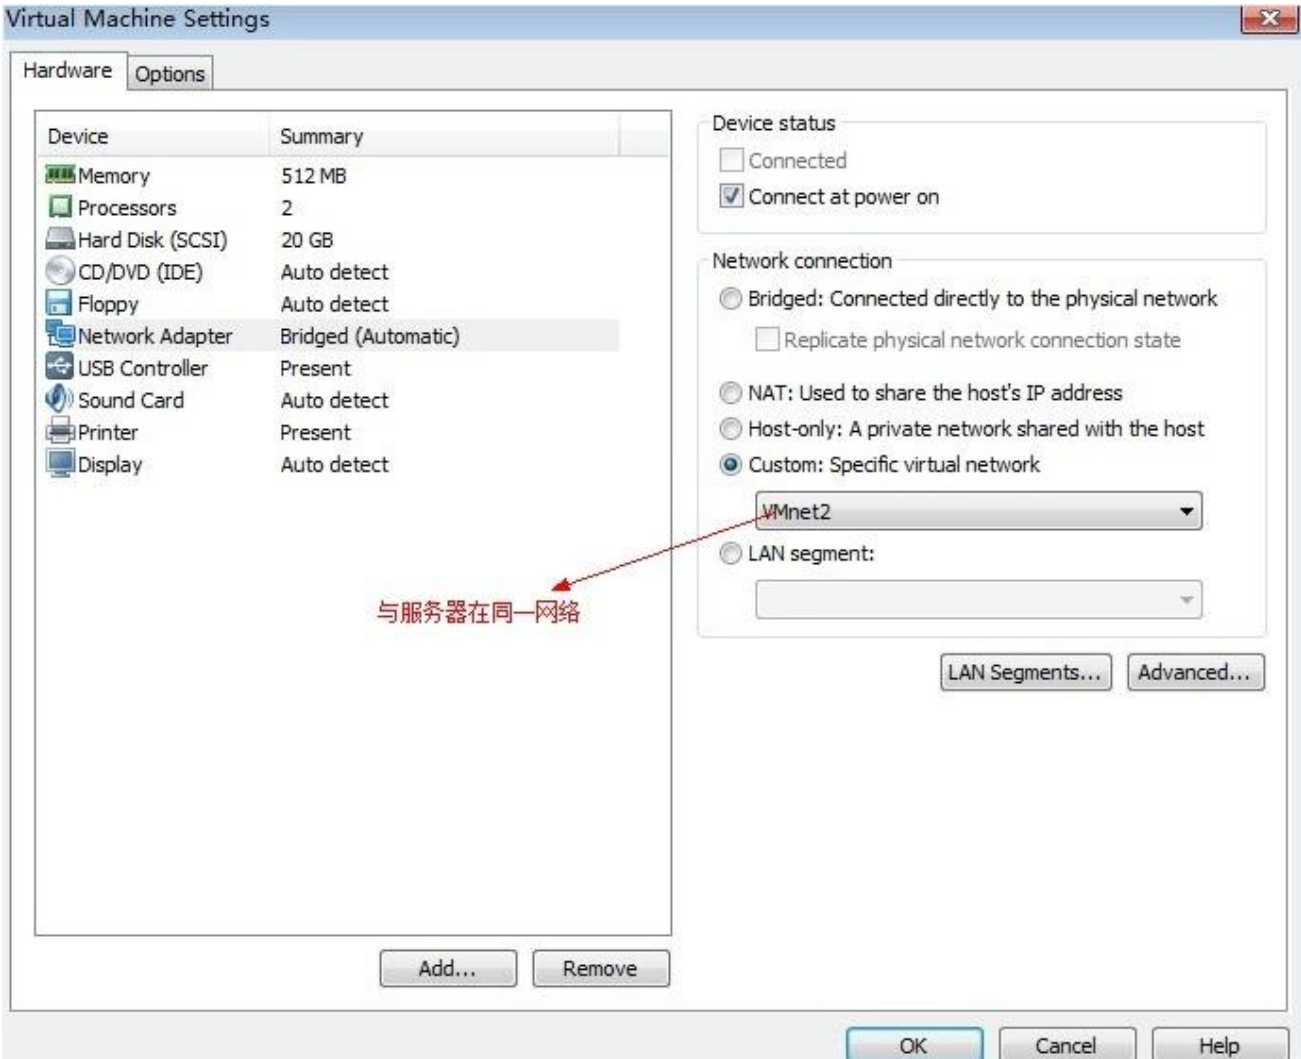 Virtual Machine Settings
Hardware
Options
Device Summary
Memory 512 MB
Processors 2
Hard Disk (SCSI) 20 GB
CD/DVD (IDE) Auto detect
Floppy Auto detect
Network Adapter Bridged (Automatic)
USB Controller Present
Sound Card Auto detect
Printer Present
Display Auto detect
与服务器在同一网络
Add...
Remove
Device status
Connected
Connect at power on
Network connection
Bridged: Connected directly to the physical network
Replicate physical network connection state
NAT: Used to share the host's IP address
Host-only: A private network shared with the host
Custom: Specific virtual network
VMnet2
LAN segment:
LAN Segments...
Advanced...
OK
Cancel
Help